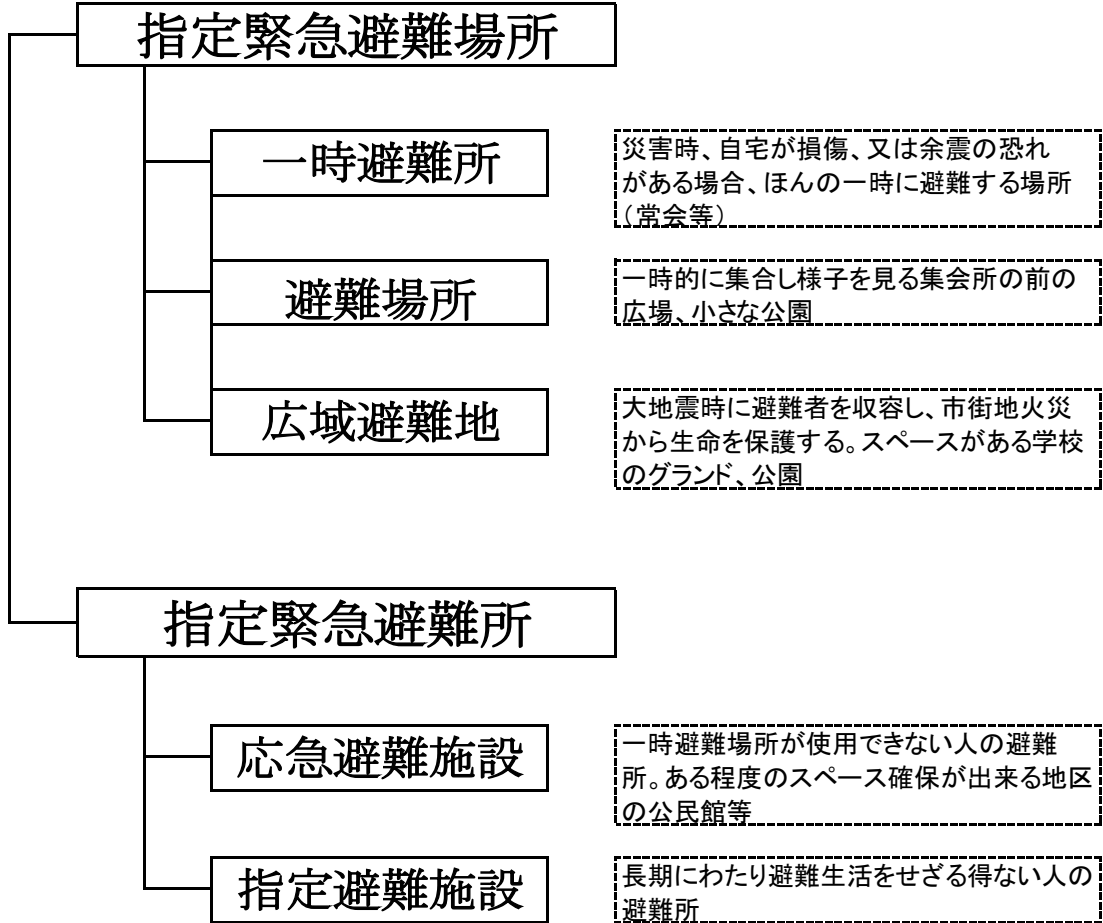 指定緊急避難場所
一時避難所
災害時、自宅が損傷、又は余震の恐れ
がある場合、ほんの一時に避難する場所
（常会等）
避難場所
一時的に集合し様子を見る集会所の前の
広場、小さな公園
広域避難地
大地震時に避難者を収容し、市街地火災
から生命を保護する。スペースがある学校
のグランド、公園
指定緊急避難所
応急避難施設
一時避難場所が使用できない人の避難
所。ある程度のスペース確保が出来る地区
の公民館等
指定避難施設
長期にわたり避難生活をせざる得ない人の
避難所